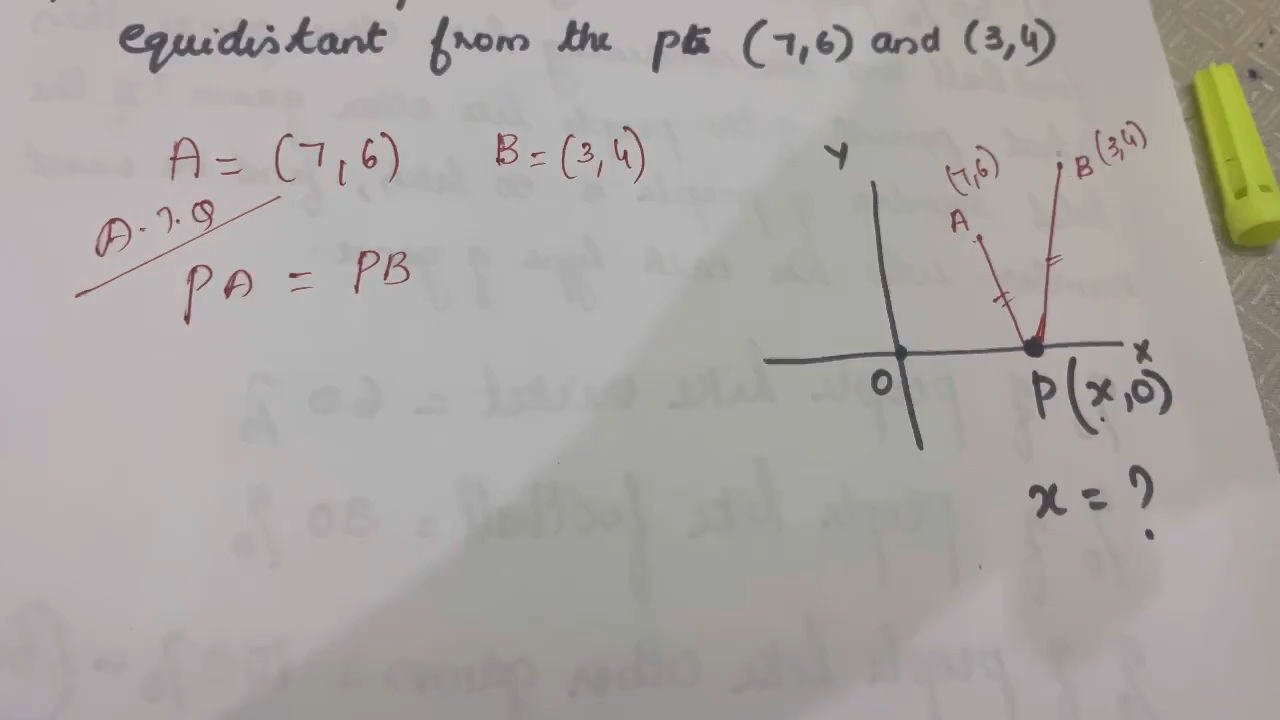 equidistant from the pts (7,6) and (3,4)
A = (7,6) B = (3,4)
A.T.Q
PA = PB
Y
(7,6)
A
B (3,4)
X
O
P(x,0)
x = ?